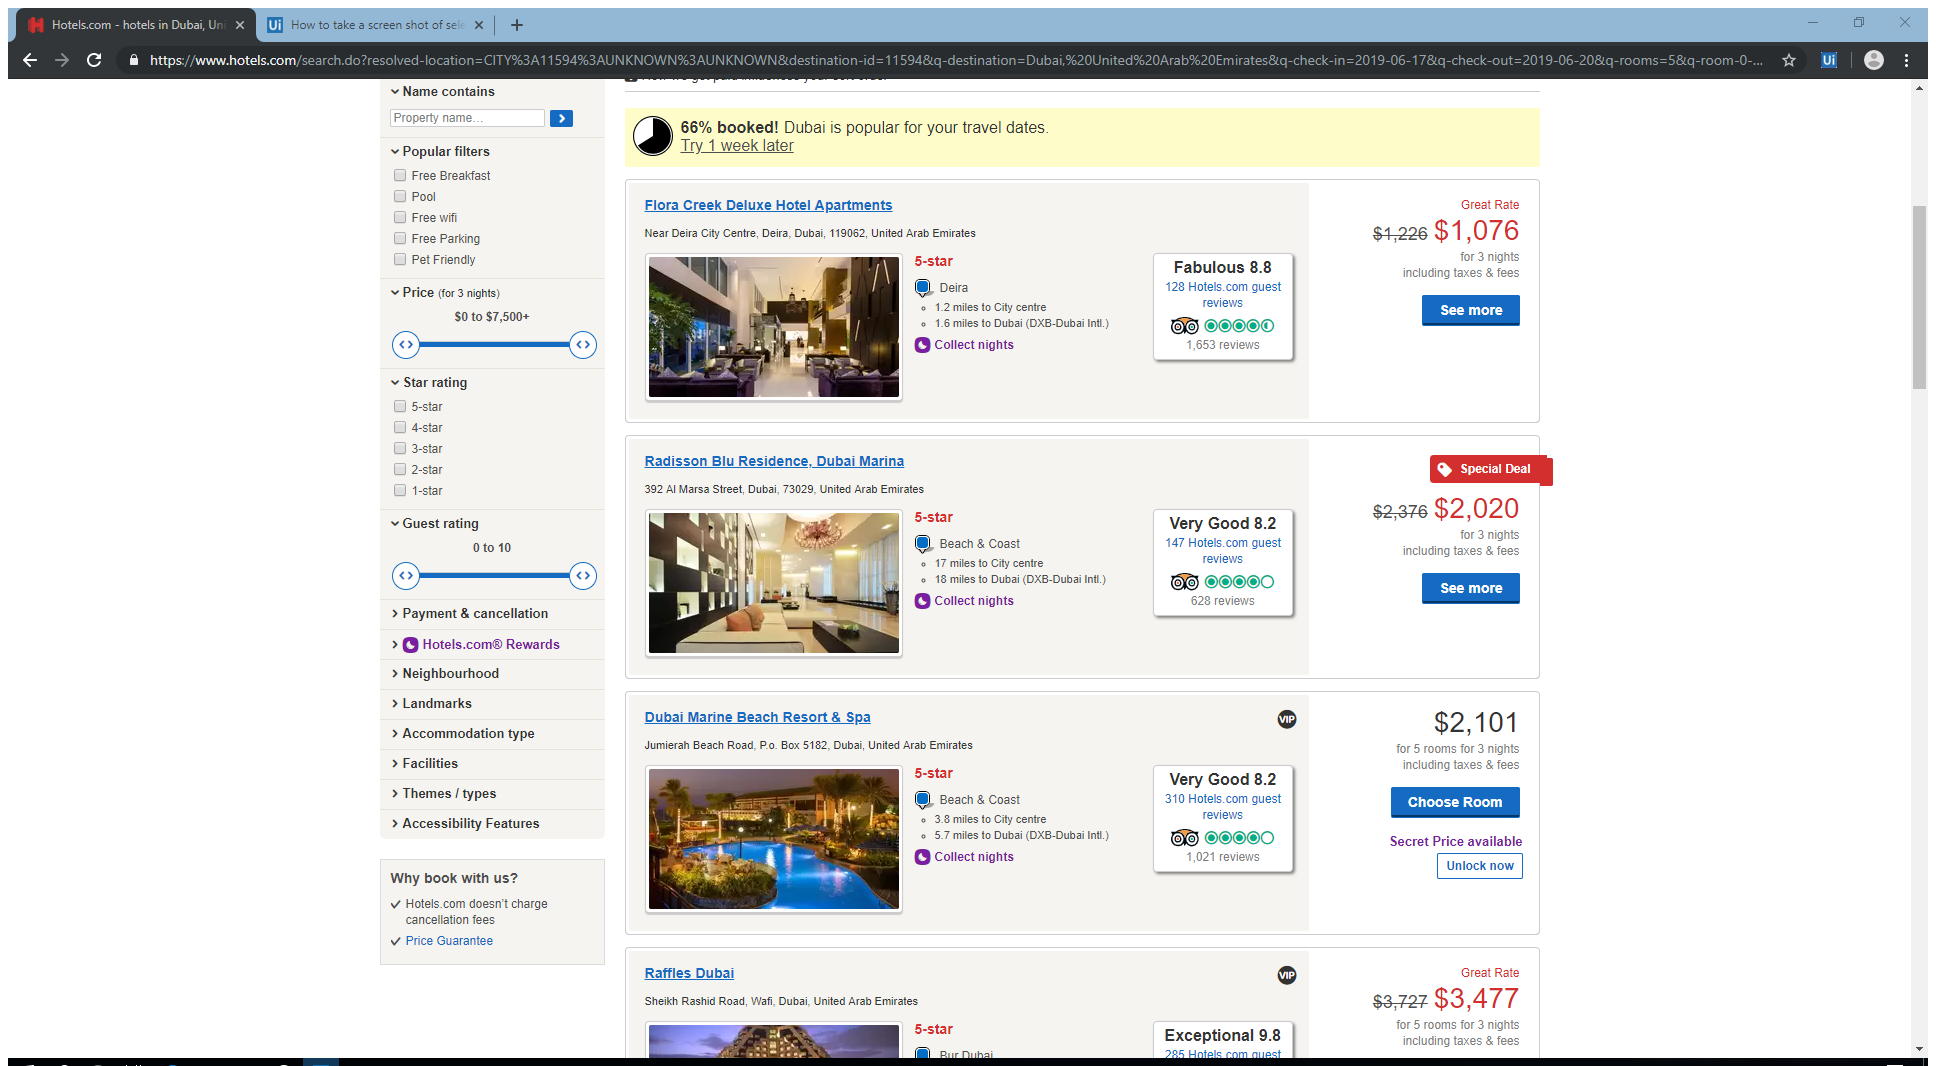 Hotels.com - hotels in Dubai, Uni
Ui How to take a screen shot of sele
https://www.hotels.com/search.do?resolved-location=CITY%3A11594%3AUNKNOWN%3AUNKNOWN&destination-id=11594&q-destination=Dubai,%20United%20Arab%20Emirates&q-check-in=2019-06-17&q-check-out=2019-06-20&q-rooms=5&q-room-0-...
Ui
Name contains
Property name...
Popular filters
Free Breakfast
Pool
Free wifi
Free Parking
Pet Friendly
Price (for 3 nights)
$0 to $7,500+
Star rating
5-star
4-star
3-star
2-star
1-star
Guest rating
0 to 10
Payment & cancellation
Hotels.com® Rewards
Neighbourhood
Landmarks
Accommodation type
Facilities
Themes / types
Accessibility Features
Why book with us?
Hotels.com doesn't charge
cancellation fees
Price Guarantee
How we get paid influences your sort order
66% booked! Dubai is popular for your travel dates.
Try 1 week later
Flora Creek Deluxe Hotel Apartments
Near Deira City Centre, Deira, Dubai, 119062, United Arab Emirates
5-star
Deira
1.2 miles to City centre
1.6 miles to Dubai (DXB-Dubai Intl.)
Collect nights
Fabulous 8.8
128 Hotels.com guest
reviews
1,653 reviews
Great Rate
$1,226 $1,076
for 3 nights
including taxes & fees
See more
Radisson Blu Residence, Dubai Marina
392 Al Marsa Street, Dubai, 73029, United Arab Emirates
5-star
Beach & Coast
17 miles to City centre
18 miles to Dubai (DXB-Dubai Intl.)
Collect nights
Very Good 8.2
147 Hotels.com guest
reviews
628 reviews
Special Deal
$2,376 $2,020
for 3 nights
including taxes & fees
See more
Dubai Marine Beach Resort & Spa
VIP
Jumierah Beach Road, P.o. Box 5182, Dubai, United Arab Emirates
5-star
Beach & Coast
3.8 miles to City centre
5.7 miles to Dubai (DXB-Dubai Intl.)
Collect nights
Very Good 8.2
310 Hotels.com guest
reviews
1,021 reviews
$2,101
for 5 rooms for 3 nights
including taxes & fees
Choose Room
Secret Price available
Unlock now
Raffles Dubai
VIP
Sheikh Rashid Road, Wafi, Dubai, United Arab Emirates
5-star
Bur Dubai
Exceptional 9.8
285 Hotels.com guest
Great Rate
$3,727 $3,477
for 5 rooms for 3 nights
including taxes & fees